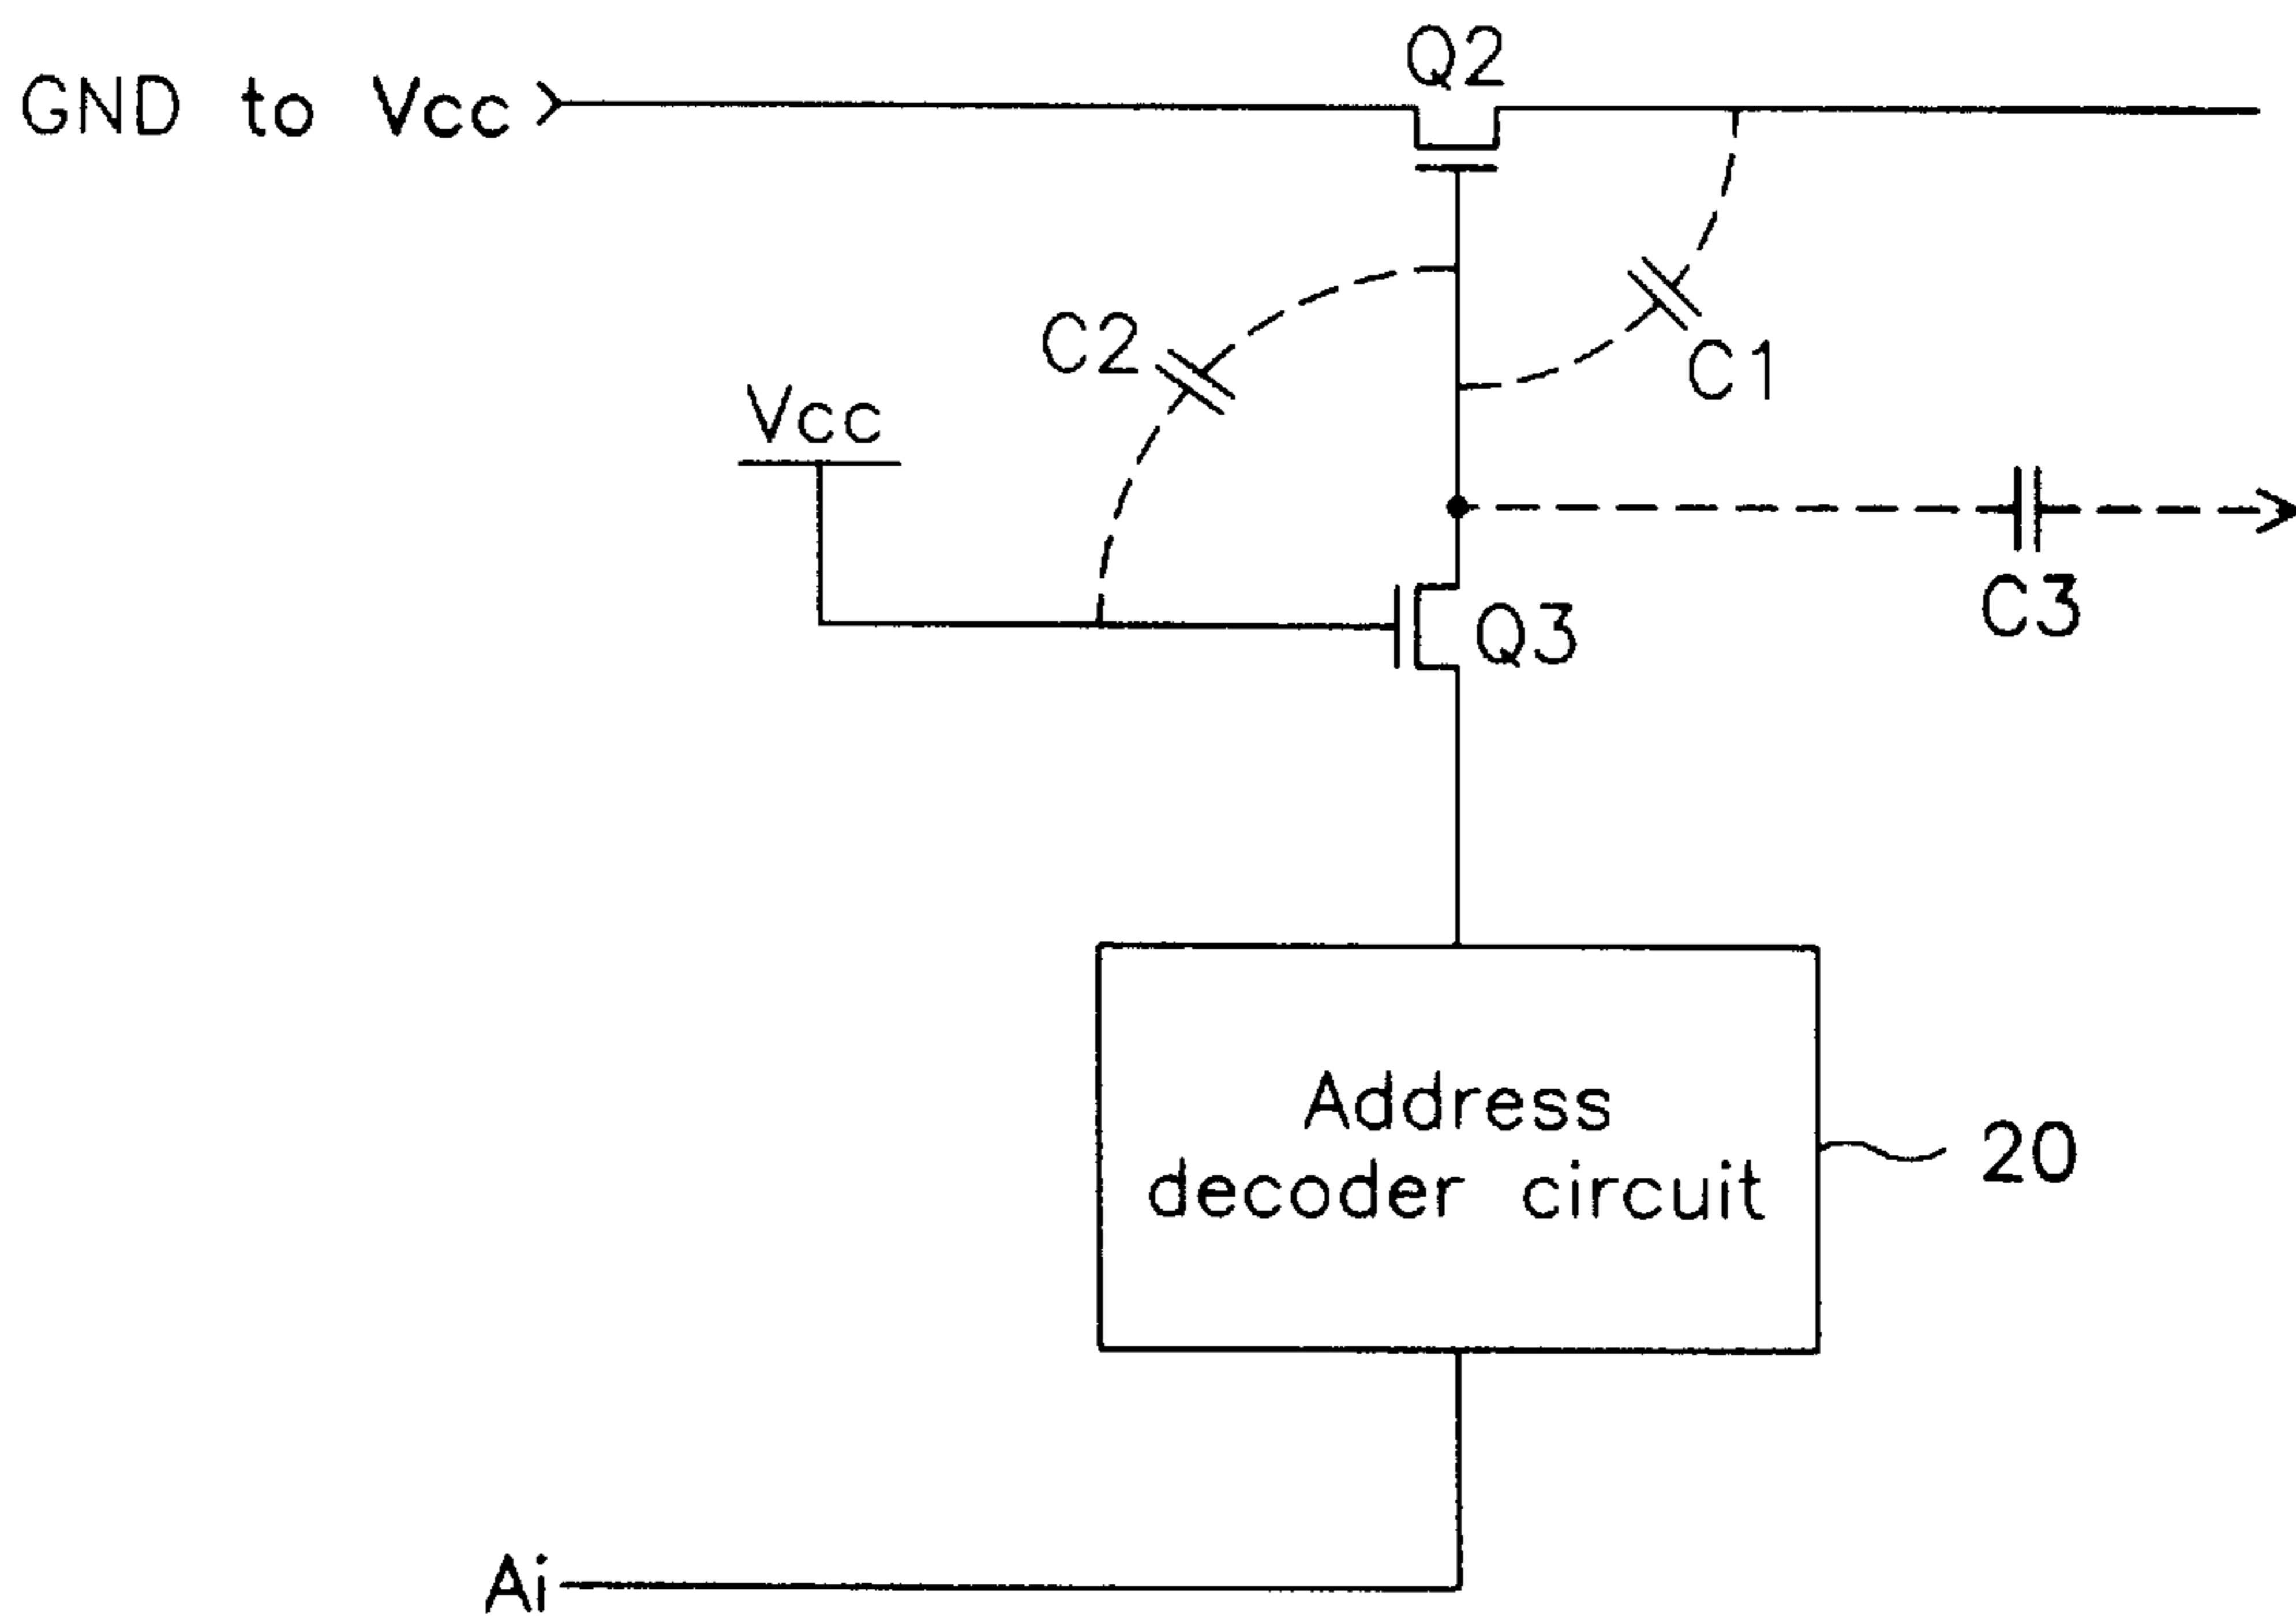 Q2
GND to Vcc
C2
C1
Vcc
C3
Q3
Address
decoder circuit
20
Ai